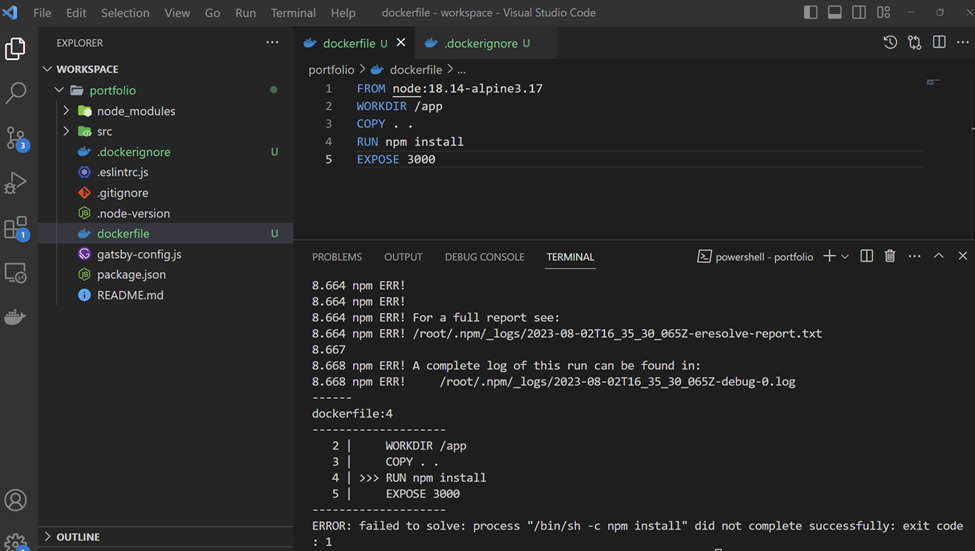 File Edit Selection View Go Run Terminal Help dockerfile - workspace - Visual Studio Code
EXPLORER
WORKSPACE
portfolio
node_modules
src
.dockerignore U
.eslintrc.js
.gitignore
.node-version
dockerfile U
gatsby-config.js
package.json
README.md
OUTLINE
3
1
dockerfile U
.dockerignore U
portfolio > dockerfile > ...
1 FROM node:18.14-alpine3.17
2 WORKDIR /app
3 COPY . .
4 RUN npm install
5 EXPOSE 3000
PROBLEMS OUTPUT DEBUG CONSOLE TERMINAL powershell - portfolio
8.664 npm ERR!
8.664 npm ERR!
8.664 npm ERR! For a full report see:
8.664 npm ERR! /root/.npm/_logs/2023-08-02T16_35_30_065Z-eresolve-report.txt
8.667
8.668 npm ERR! A complete log of this run can be found in:
8.668 npm ERR!     /root/.npm/_logs/2023-08-02T16_35_30_065Z-debug-0.log
------
dockerfile:4
--------------------
2 |     WORKDIR /app
3 |     COPY . .
4 | >>> RUN npm install
5 |     EXPOSE 3000
--------------------
ERROR: failed to solve: process "/bin/sh -c npm install" did not complete successfully: exit code
: 1